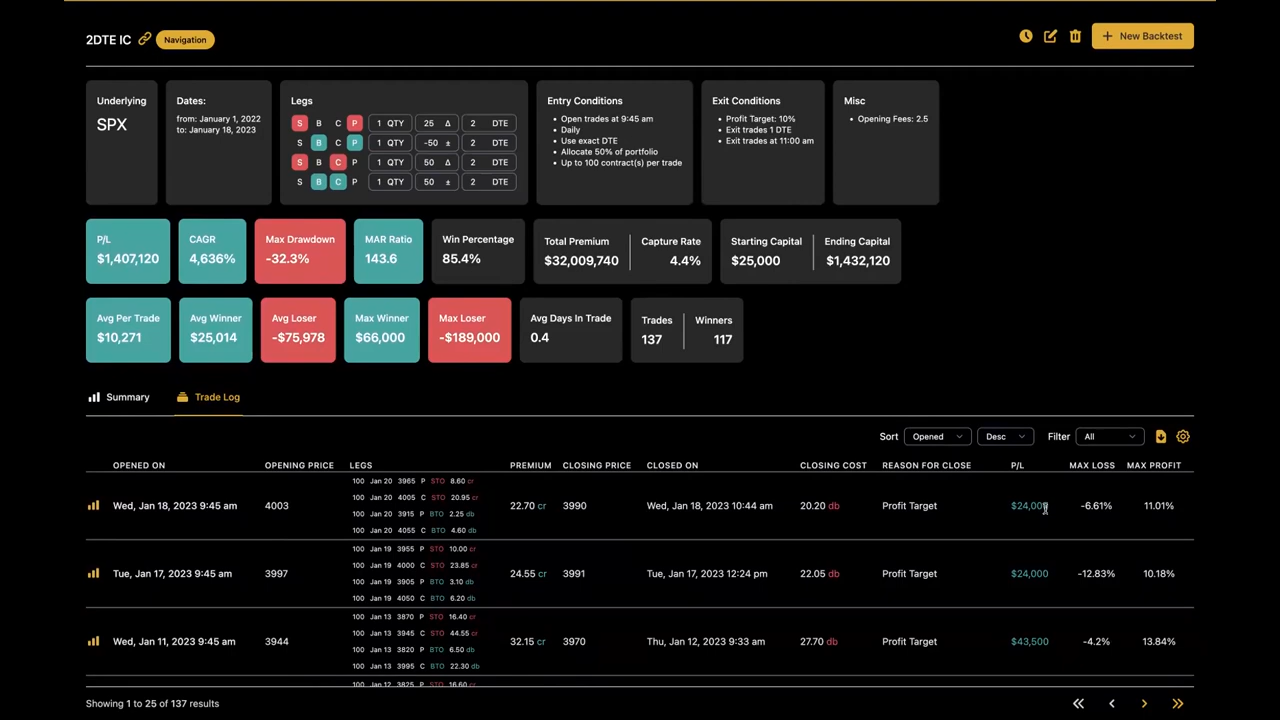 2DTE IC Navigation
New Backtest
Underlying
SPX
Dates:
from: January 1, 2022
to: January 18, 2023
Legs
S B C P 1 QTY 25 Δ 2 DTE
S B C P 1 QTY -50 ± 2 DTE
S B C P 1 QTY 50 Δ 2 DTE
S B C P 1 QTY 50 ± 2 DTE
Entry Conditions
• Open trades at 9:45 am
• Daily
• Use exact DTE
• Allocate 50% of portfolio
• Up to 100 contract(s) per trade
Exit Conditions
• Profit Target: 10%
• Exit trades 1 DTE
• Exit trades at 11:00 am
Misc
• Opening Fees: 2.5
P/L
$1,407,120
CAGR
4,636%
Max Drawdown
-32.3%
MAR Ratio
143.6
Win Percentage
85.4%
Total Premium
$32,009,740
Capture Rate
4.4%
Starting Capital
$25,000
Ending Capital
$1,432,120
Avg Per Trade
$10,271
Avg Winner
$25,014
Avg Loser
-$75,978
Max Winner
$66,000
Max Loser
-$189,000
Avg Days In Trade
0.4
Trades
137
Winners
117
Summary Trade Log
Sort Opened Desc Filter All
OPENED ON OPENING PRICE LEGS PREMIUM CLOSING PRICE CLOSED ON CLOSING COST REASON FOR CLOSE P/L MAX LOSS MAX PROFIT
100 Jan 20 3965 P STO 8.60 cr
100 Jan 20 4005 C STO 20.95 cr
Wed, Jan 18, 2023 9:45 am 4003 22.70 cr 3990 Wed, Jan 18, 2023 10:44 am 20.20 db Profit Target $24,000 -6.61% 11.01%
100 Jan 20 3915 P BTO 2.25 db
100 Jan 20 4055 C BTO 4.60 db
100 Jan 19 3955 P STO 10.00 cr
100 Jan 19 4000 C STO 23.85 cr
Tue, Jan 17, 2023 9:45 am 3997 24.55 cr 3991 Tue, Jan 17, 2023 12:24 pm 22.05 db Profit Target $24,000 -12.83% 10.18%
100 Jan 19 3905 P BTO 3.10 db
100 Jan 19 4050 C BTO 6.20 db
100 Jan 13 3870 P STO 16.40 cr
100 Jan 13 3945 C STO 44.55 cr
Wed, Jan 11, 2023 9:45 am 3944 32.15 cr 3970 Thu, Jan 12, 2023 9:33 am 27.70 db Profit Target $43,500 -4.2% 13.84%
100 Jan 13 3820 P BTO 6.50 db
100 Jan 13 3995 C BTO 22.30 db
100 Jan 12 3825 P STO 16.60 cr
Showing 1 to 25 of 137 results